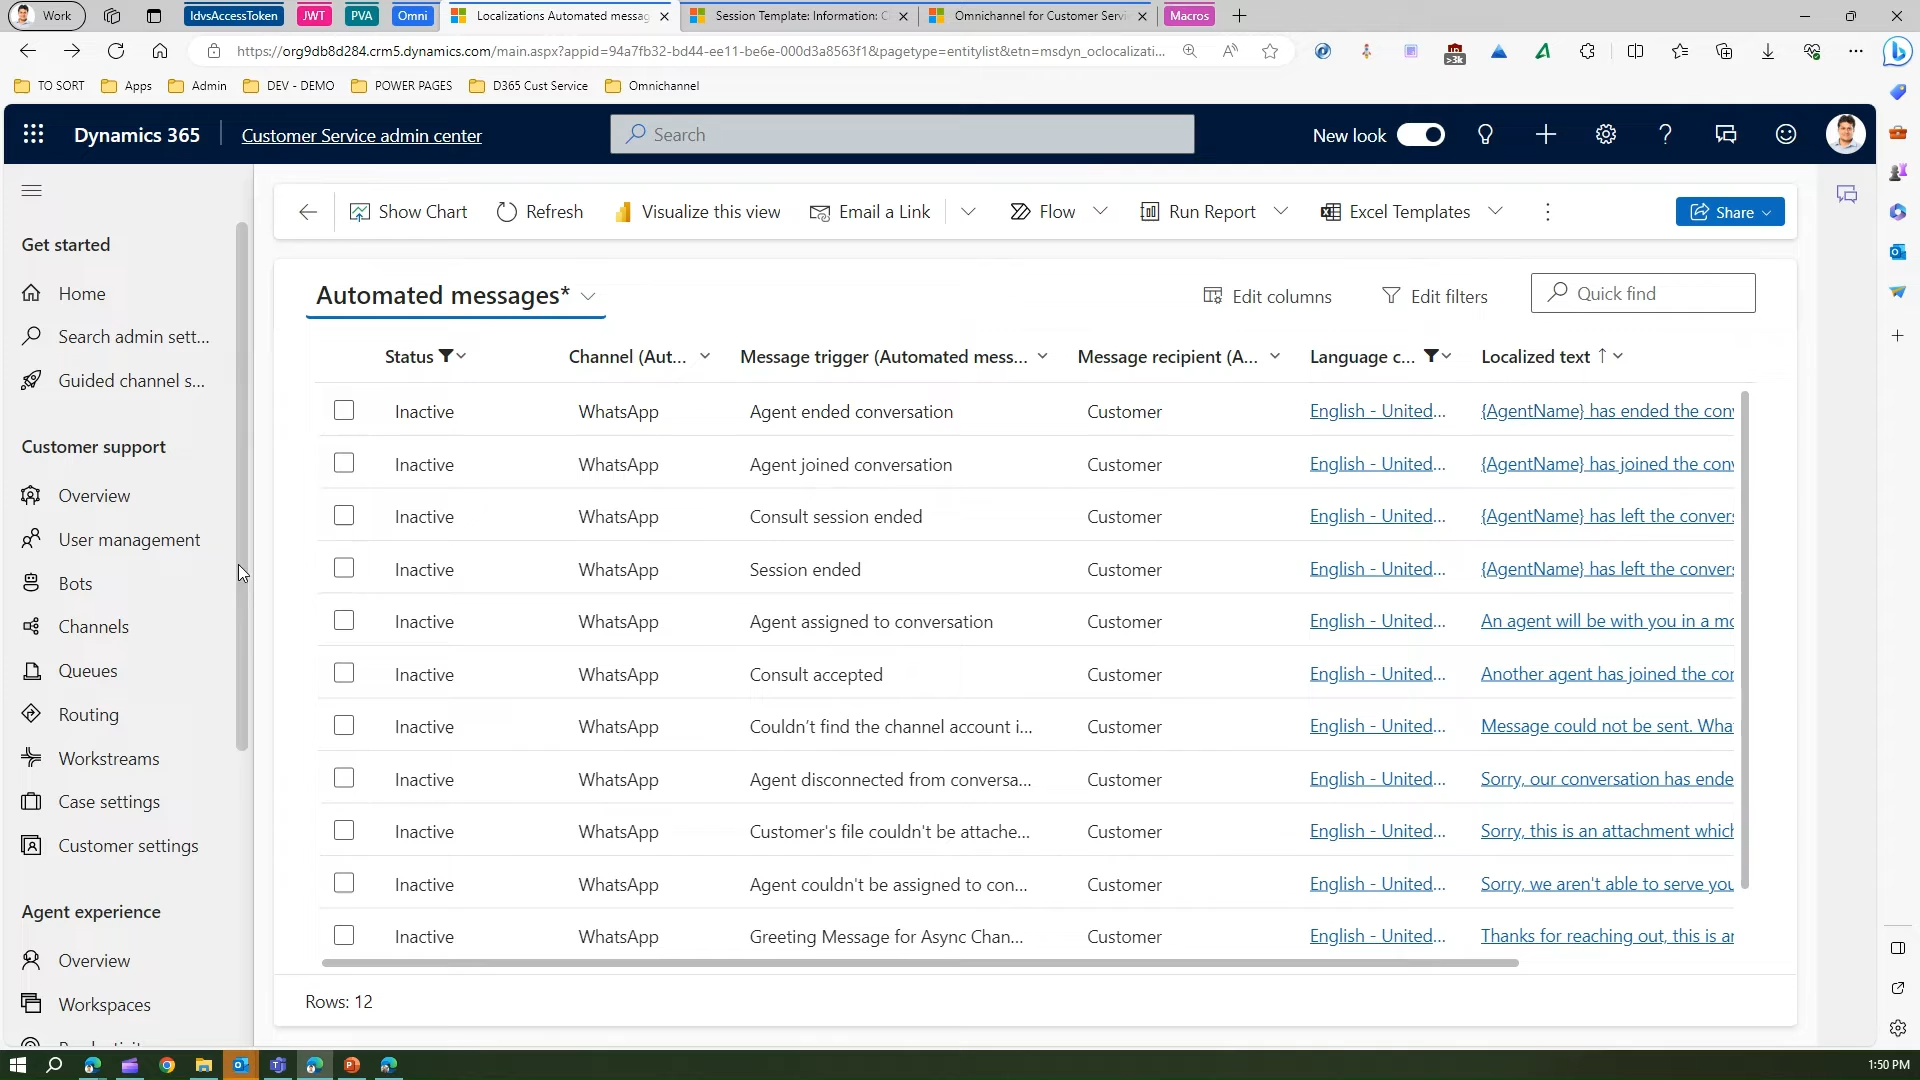 Work
IdvsAccessToken
JWT
PVA
Omni
Localizations Automated messag
Session Template: Information: C
Omnichannel for Customer Servi
Macros
https://org9db8d284.crm5.dynamics.com/main.aspx?appid=94a7fb32-bd44-ee11-be6e-000d3a8563f1&pagetype=entitylist&etn=msdyn_oclocalizati...
>3k
TO SORT
Apps
Admin
DEV - DEMO
POWER PAGES
D365 Cust Service
Omnichannel
Dynamics 365
Customer Service admin center
Search
New look
Show Chart
Refresh
Visualize this view
Email a Link
Flow
Run Report
Excel Templates
Share
Get started
Home
Search admin sett...
Guided channel s...
Customer support
Overview
User management
Bots
Channels
Queues
Routing
Workstreams
Case settings
Customer settings
Agent experience
Overview
Workspaces
Automated messages*
Edit columns
Edit filters
Quick find
Status
Channel (Aut...
Message trigger (Automated mess...
Message recipient (A...
Language c...
Localized text ↑
Inactive WhatsApp Agent ended conversation Customer English - United... {AgentName} has ended the con
Inactive WhatsApp Agent joined conversation Customer English - United... {AgentName} has joined the con
Inactive WhatsApp Consult session ended Customer English - United... {AgentName} has left the convers
Inactive WhatsApp Session ended Customer English - United... {AgentName} has left the convers
Inactive WhatsApp Agent assigned to conversation Customer English - United... An agent will be with you in a mo
Inactive WhatsApp Consult accepted Customer English - United... Another agent has joined the con
Inactive WhatsApp Couldn't find the channel account i... Customer English - United... Message could not be sent. Wha
Inactive WhatsApp Agent disconnected from conversa... Customer English - United... Sorry, our conversation has ende
Inactive WhatsApp Customer's file couldn't be attache... Customer English - United... Sorry, this is an attachment which
Inactive WhatsApp Agent couldn't be assigned to con... Customer English - United... Sorry, we aren't able to serve you
Inactive WhatsApp Greeting Message for Async Chan... Customer English - United... Thanks for reaching out, this is an
Rows: 12
1:50 PM